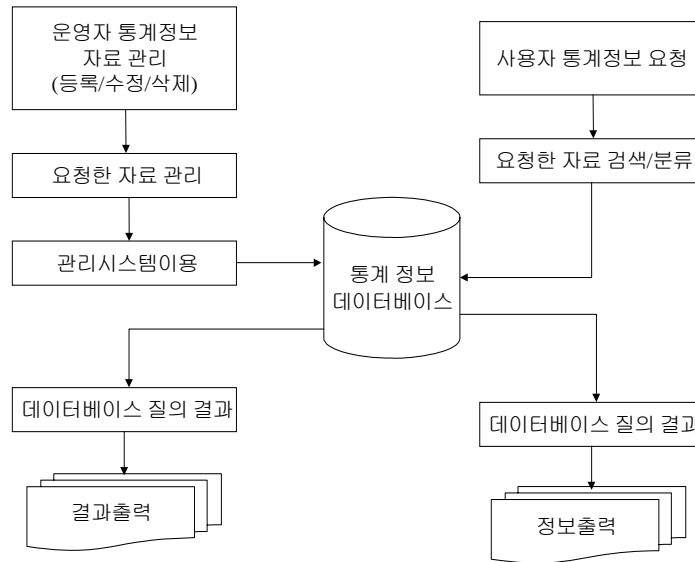 운영자 통계정보
자료 관리
(등록/수정/삭제)
사용자 통계정보 요청
요청한 자료 관리
요청한 자료 검색/분류
관리시스템이용
통계 정보
데이터베이스
데이터베이스 질의 결과
데이터베이스 질의 결과
결과출력
정보출력